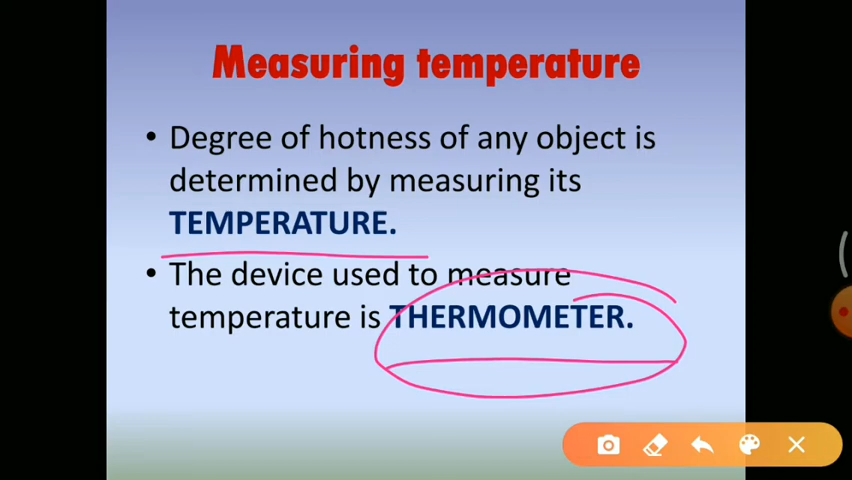 Measuring temperature
• Degree of hotness of any object is
determined by measuring its
TEMPERATURE.
• The device used to measure
temperature is THERMOMETER.